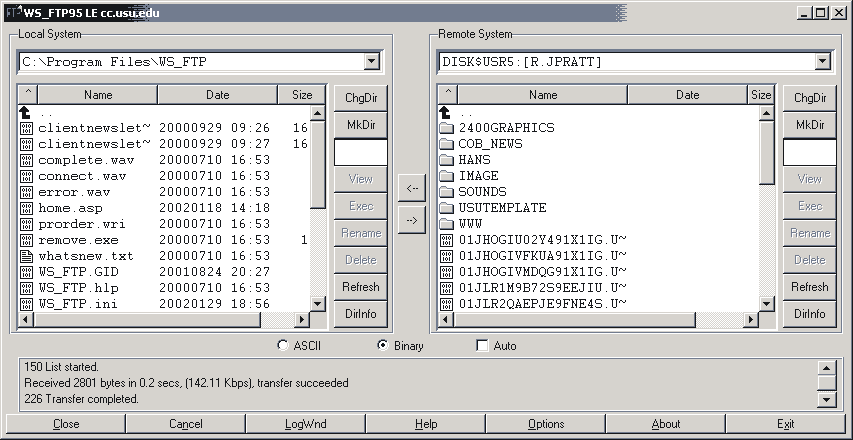 WS_FTP95 LE cc.usu.edu
Local System
C:\Program Files\WS_FTP
^ Name Date Size
..
clientnewslet~ 20000929 09:26 16
clientnewslet~ 20000929 09:27 16
complete.wav 20000710 16:53
connect.wav 20000710 16:53
error.wav 20000710 16:53
home.asp 20020118 14:18
prorder.wri 20000710 16:53
remove.exe 20000710 16:53 1
whatsnew.txt 20000710 16:53
WS_FTP.GID 20010824 20:27
WS_FTP.hlp 20000710 16:53
WS_FTP.ini 20020129 18:56
ChgDir
MkDir
View
Exec
Rename
Delete
Refresh
DirInfo
<--
-->
Remote System
DISK$USR5:[R.JPRATT]
^ Name Date Size
..
2400GRAPHICS
COB_NEWS
HANS
IMAGE
SOUNDS
USUTEMPLATE
WWW
01JHOGIU02Y491X1IG.U~
01JHOGIVFKUA91X1IG.U~
01JHOGIVMDQG91X1IG.U~
01JLR1M9B72S9EEJIU.U~
01JLR2QAEPJE9FNE4S.U~
ChgDir
MkDir
View
Exec
Rename
Delete
Refresh
DirInfo
ASCII Binary Auto
150 List started.
Received 2801 bytes in 0.2 secs, (142.11 Kbps), transfer succeeded
226 Transfer completed.
Close Cancel LogWnd Help Options About Exit